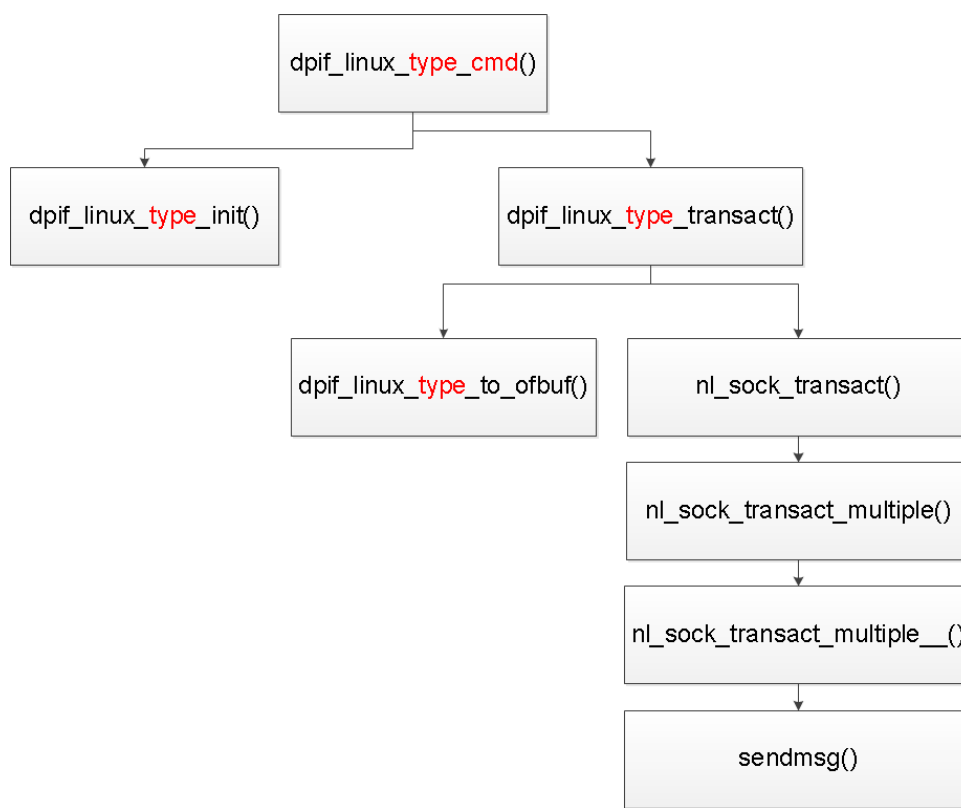 dpif_linux_type_cmd()
dpif_linux_type_init()
dpif_linux_type_transact()
dpif_linux_type_to_ofbuf()
nl_sock_transact()
nl_sock_transact_multiple()
nl_sock_transact_multiple__()
sendmsg()